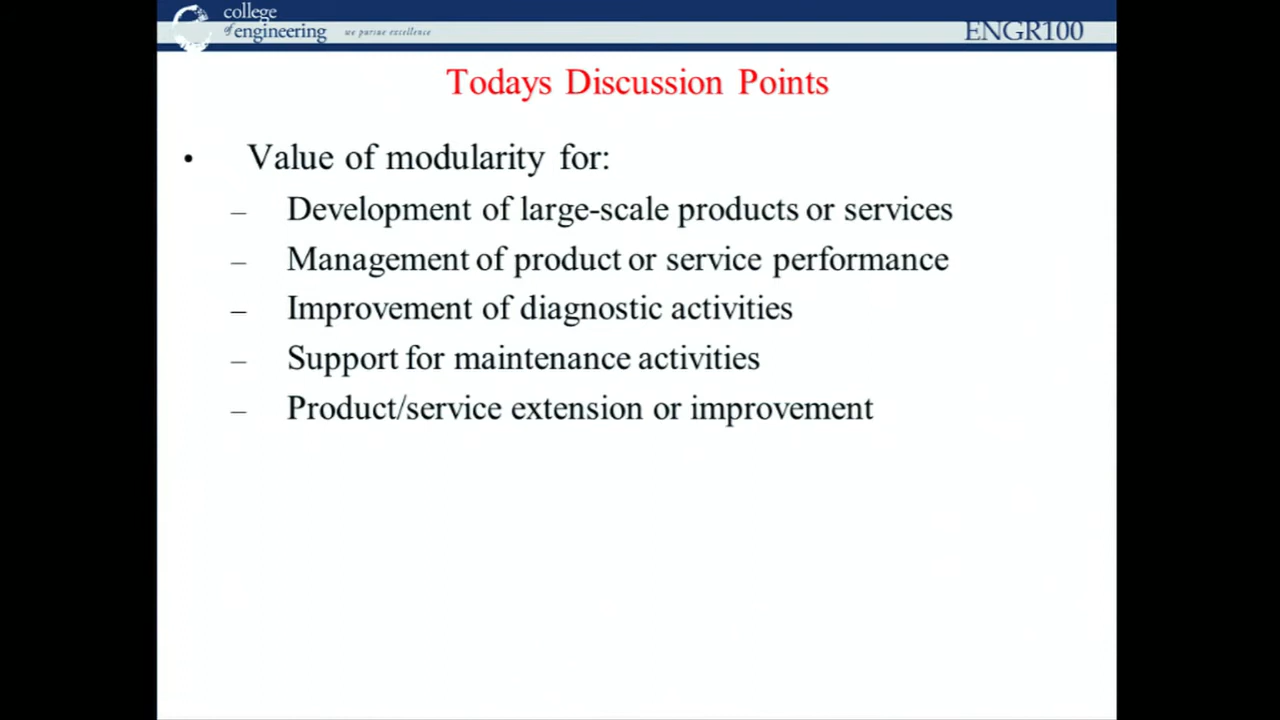 college
of engineering we pursue excellence
ENGR100
Todays Discussion Points
• Value of modularity for:
– Development of large-scale products or services
– Management of product or service performance
– Improvement of diagnostic activities
– Support for maintenance activities
– Product/service extension or improvement